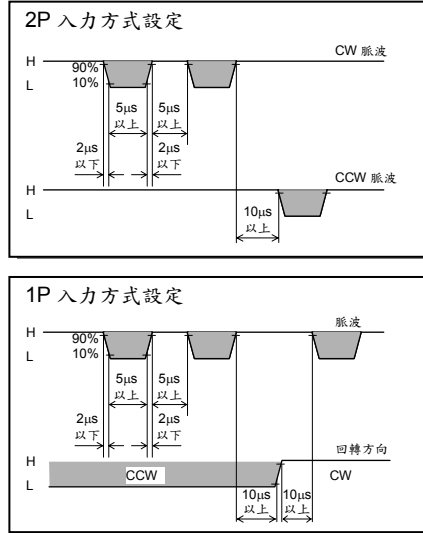 2P 入力方式設定
CW 脈波
H
90%
10%
L
5μs 以上
5μs 以上
2μs 以下
2μs 以下
CCW 脈波
H
L
10μs 以上
1P 入力方式設定
脈波
H
90%
10%
L
5μs 以上
5μs 以上
2μs 以下
2μs 以下
回轉方向
H
CCW
CW
L
10μs 以上
10μs 以上